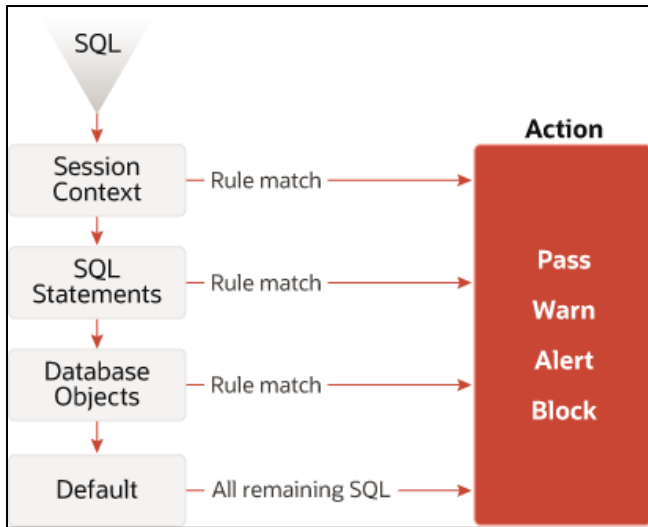 SQL
Action
Session
Context
Rule match
SQL
Statements
Rule match
Database
Objects
Rule match
Default
All remaining SQL
Pass
Warn
Alert
Block